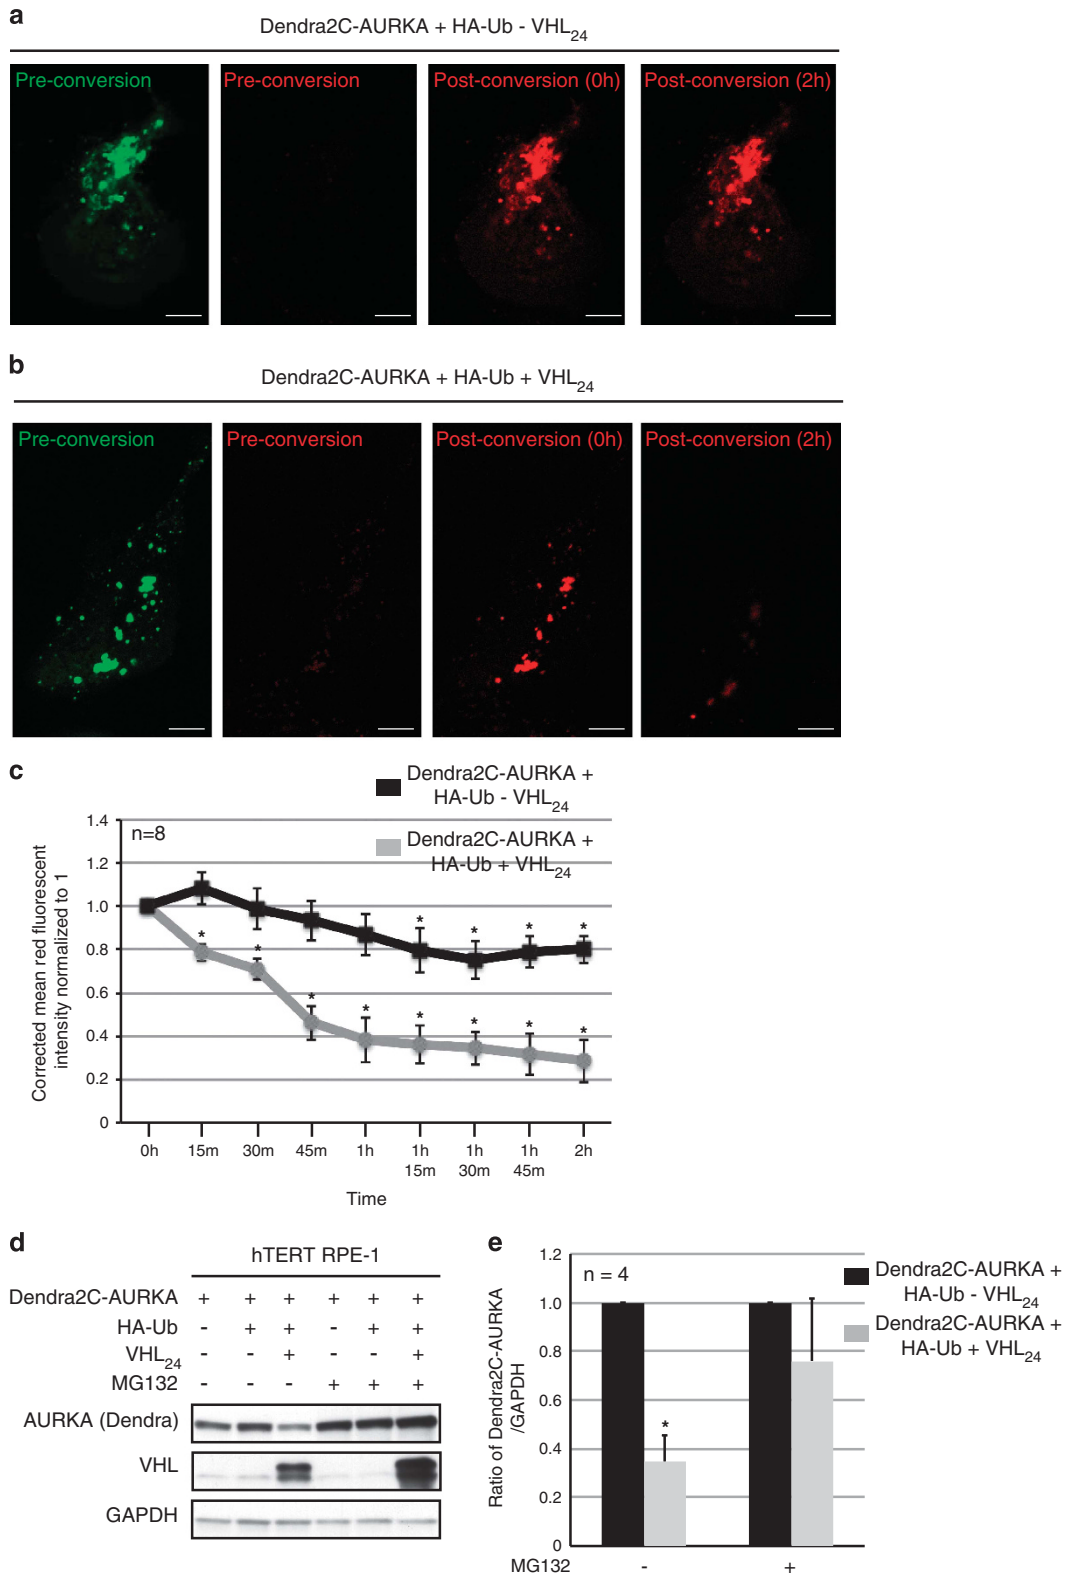 a
Dendra2C-AURKA + HA-Ub - VHL24
Pre-conversion
Pre-conversion
Post-conversion (0h)
Post-conversion (2h)
b
Dendra2C-AURKA + HA-Ub + VHL24
Pre-conversion
Pre-conversion
Post-conversion (0h)
Post-conversion (2h)
c
Dendra2C-AURKA +
HA-Ub - VHL24
Dendra2C-AURKA +
HA-Ub + VHL24
n=8
Corrected mean red fluorescent
intensity normalized to 1
1.4
1.2
1.0
0.8
0.6
0.4
0.2
0
* * * *
* * * * * * * *
0h 15m 30m 45m 1h 1h 15m 1h 30m 1h 45m 2h
Time
d
hTERT RPE-1
Dendra2C-AURKA + + + + + +
HA-Ub - + + - + +
VHL24 - - + - - +
MG132 - - - + + +
AURKA (Dendra)
VHL
GAPDH
e
n = 4
Dendra2C-AURKA +
HA-Ub - VHL24
Dendra2C-AURKA +
HA-Ub + VHL24
Ratio of Dendra2C-AURKA
/GAPDH
1.2
1.0
0.8
0.6
0.4
0.2
0
*
MG132 - +